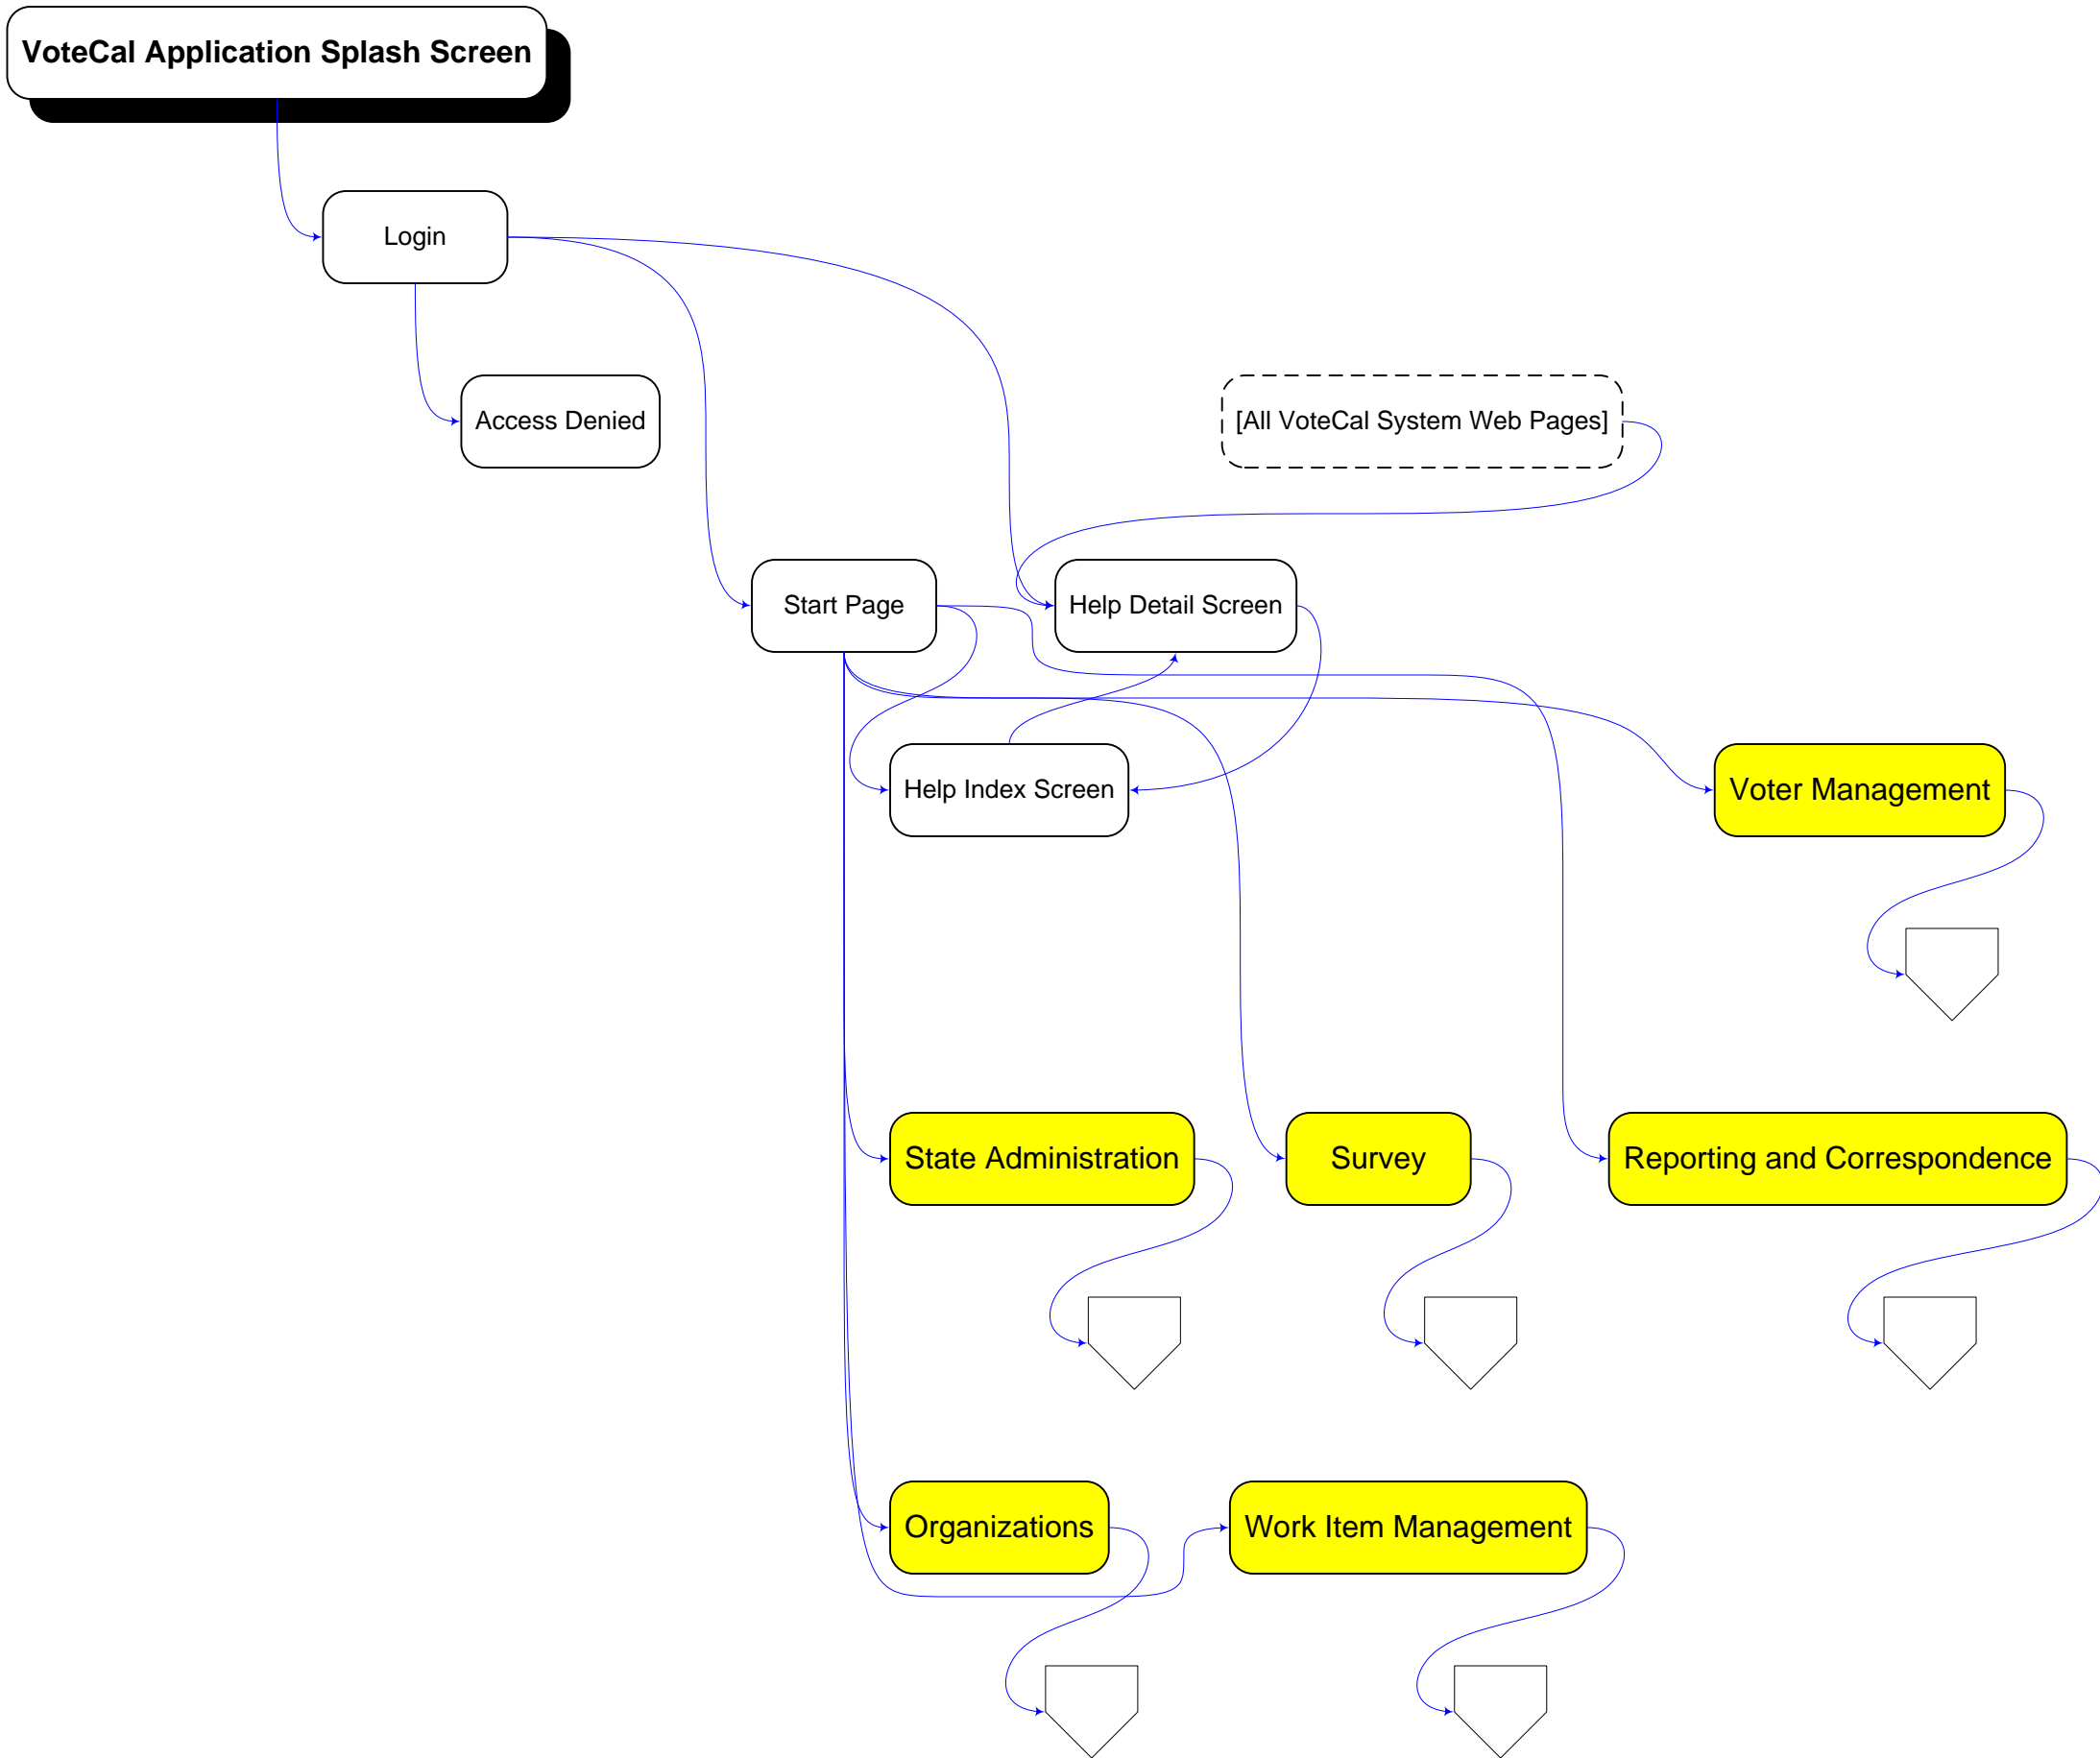 VoteCal Application Splash Screen
Login
Access Denied
[All VoteCal System Web Pages]
Start Page
Help Detail Screen
Help Index Screen
Voter Management
State Administration
Survey
Reporting and Correspondence
Organizations
Work Item Management